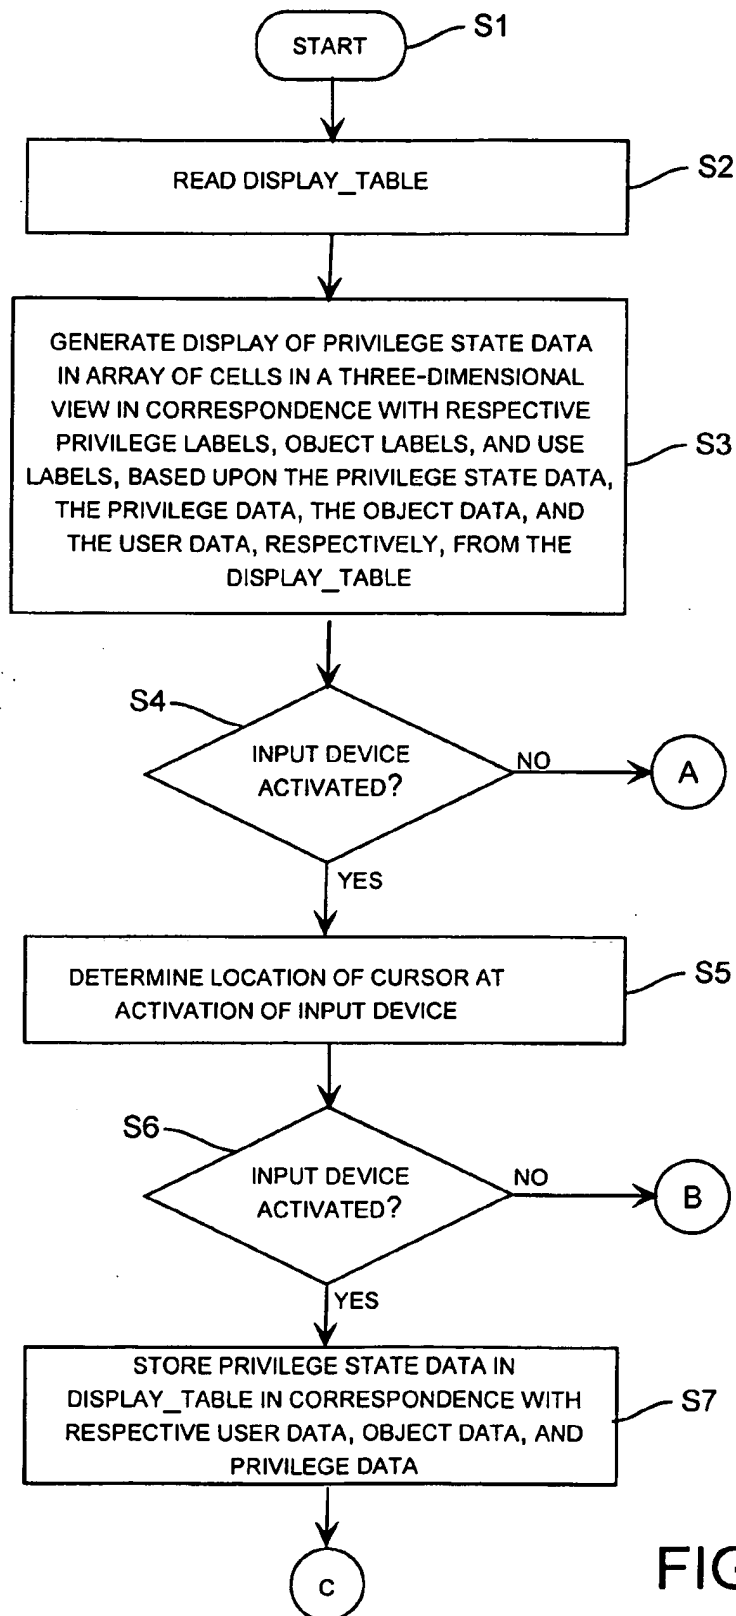 START
S1
READ DISPLAY_TABLE
S2
GENERATE DISPLAY OF PRIVILEGE STATE DATA
IN ARRAY OF CELLS IN A THREE-DIMENSIONAL
VIEW IN CORRESPONDENCE WITH RESPECTIVE
PRIVILEGE LABELS, OBJECT LABELS, AND USE
LABELS, BASED UPON THE PRIVILEGE STATE DATA,
THE PRIVILEGE DATA, THE OBJECT DATA, AND
THE USER DATA, RESPECTIVELY, FROM THE
DISPLAY_TABLE
S3
S4
INPUT DEVICE
ACTIVATED?
NO
A
YES
DETERMINE LOCATION OF CURSOR AT
ACTIVATION OF INPUT DEVICE
S5
S6
INPUT DEVICE
ACTIVATED?
NO
B
YES
STORE PRIVILEGE STATE DATA IN
DISPLAY_TABLE IN CORRESPONDENCE WITH
RESPECTIVE USER DATA, OBJECT DATA, AND
PRIVILEGE DATA
S7
C